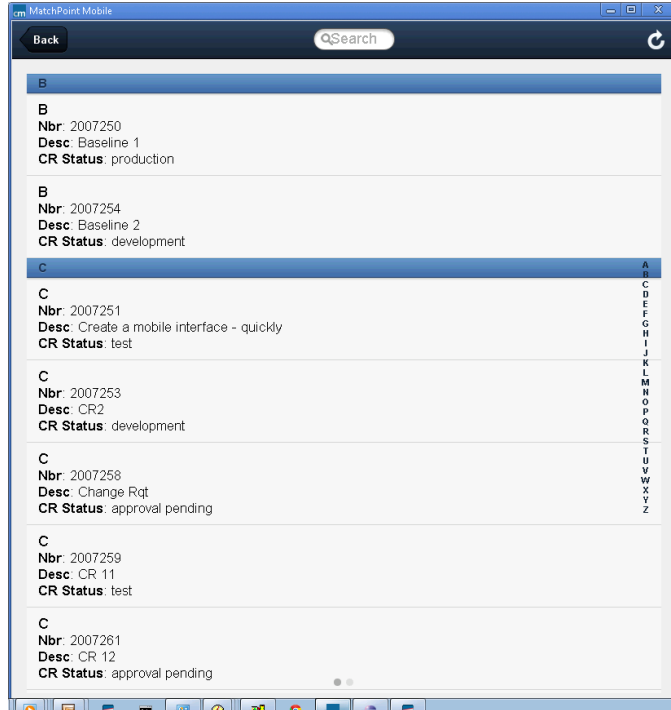 cm MatchPoint Mobile
Back
Search
B
B
Nbr: 2007250
Desc: Baseline 1
CR Status: production
B
Nbr: 2007254
Desc: Baseline 2
CR Status: development
C
C
Nbr: 2007251
Desc: Create a mobile interface - quickly
CR Status: test
C
Nbr: 2007253
Desc: CR2
CR Status: development
C
Nbr: 2007258
Desc: Change Rqt
CR Status: approval pending
C
Nbr: 2007259
Desc: CR 11
CR Status: test
C
Nbr: 2007261
Desc: CR 12
CR Status: approval pending
A
B
C
D
E
F
G
H
I
J
K
L
M
N
O
P
Q
R
S
T
U
V
W
X
Y
Z